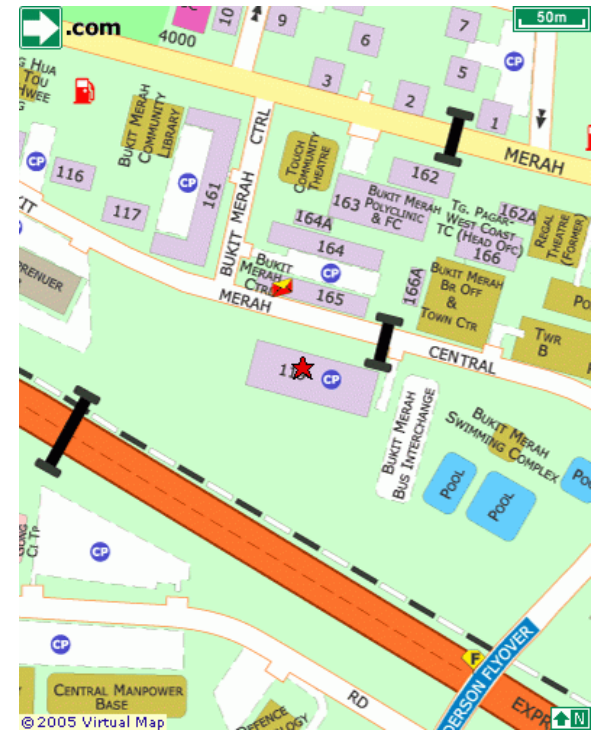 .com
4000
10
9
7
50m
6
CP
5
3
2
1
MERAH
HUA
TOU
HWEE
CP
116
117
BUKIT MERAH
COMMUNITY
LIBRARY
CP
161
BUKIT MERAH
CTRL
TOUCH
COMMUNITY
THEATRE
162
163
BUKIT MERAH
POLYCLINIC
& FC
TG. PAGAR-
WEST COAST
TC (HEAD OFC)
162A
166
REGAL
THEATRE
(FORMER)
164A
164
CP
165
166A
BUKIT
MERAH
CTRL
BUKIT MERAH
BR OFF
&
TOWN CTR
MERAH
CENTRAL
TWR
B
CP
BUKIT MERAH
BUS INTERCHANGE
BUKIT MERAH
SWIMMING COMPLEX
POOL
POOL
CP
CP
CENTRAL MANPOWER
BASE
RD
F
FLYOVER
N
© 2005 Virtual Map